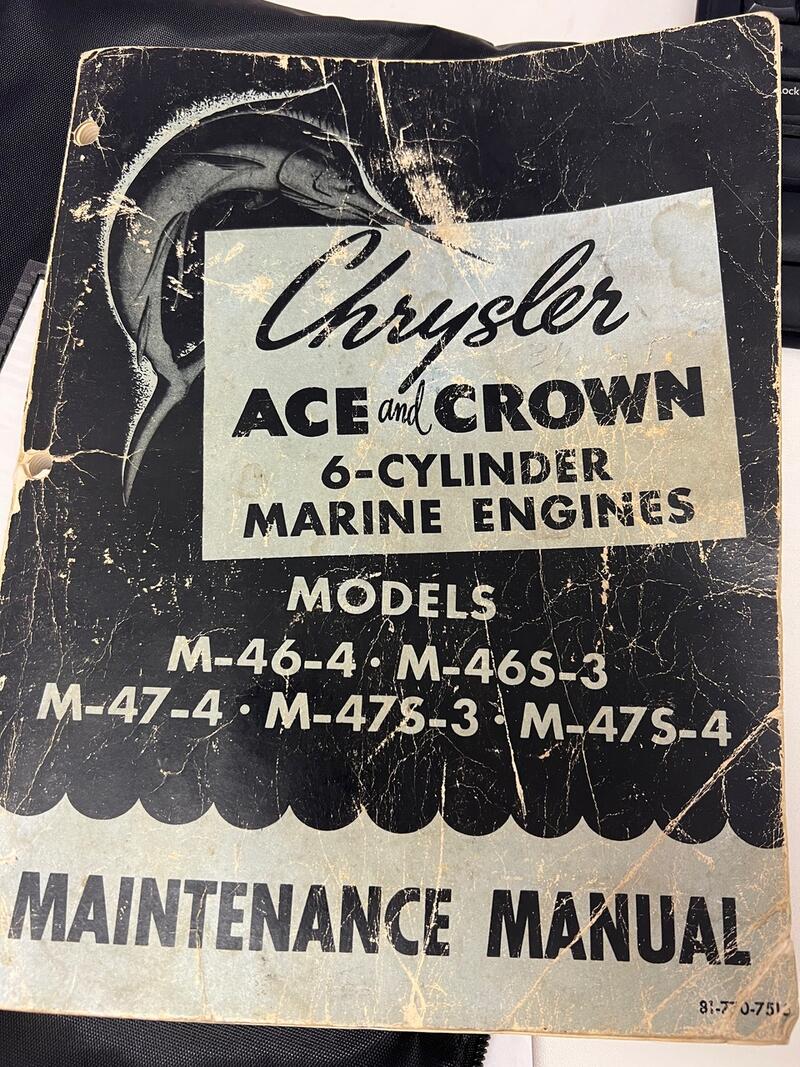 Chrysler
ACE and CROWN
6-CYLINDER
MARINE ENGINES
MODELS
M-46-4 · M-46S-3
M-47-4 · M-47S-3 · M-47S-4
MAINTENANCE MANUAL